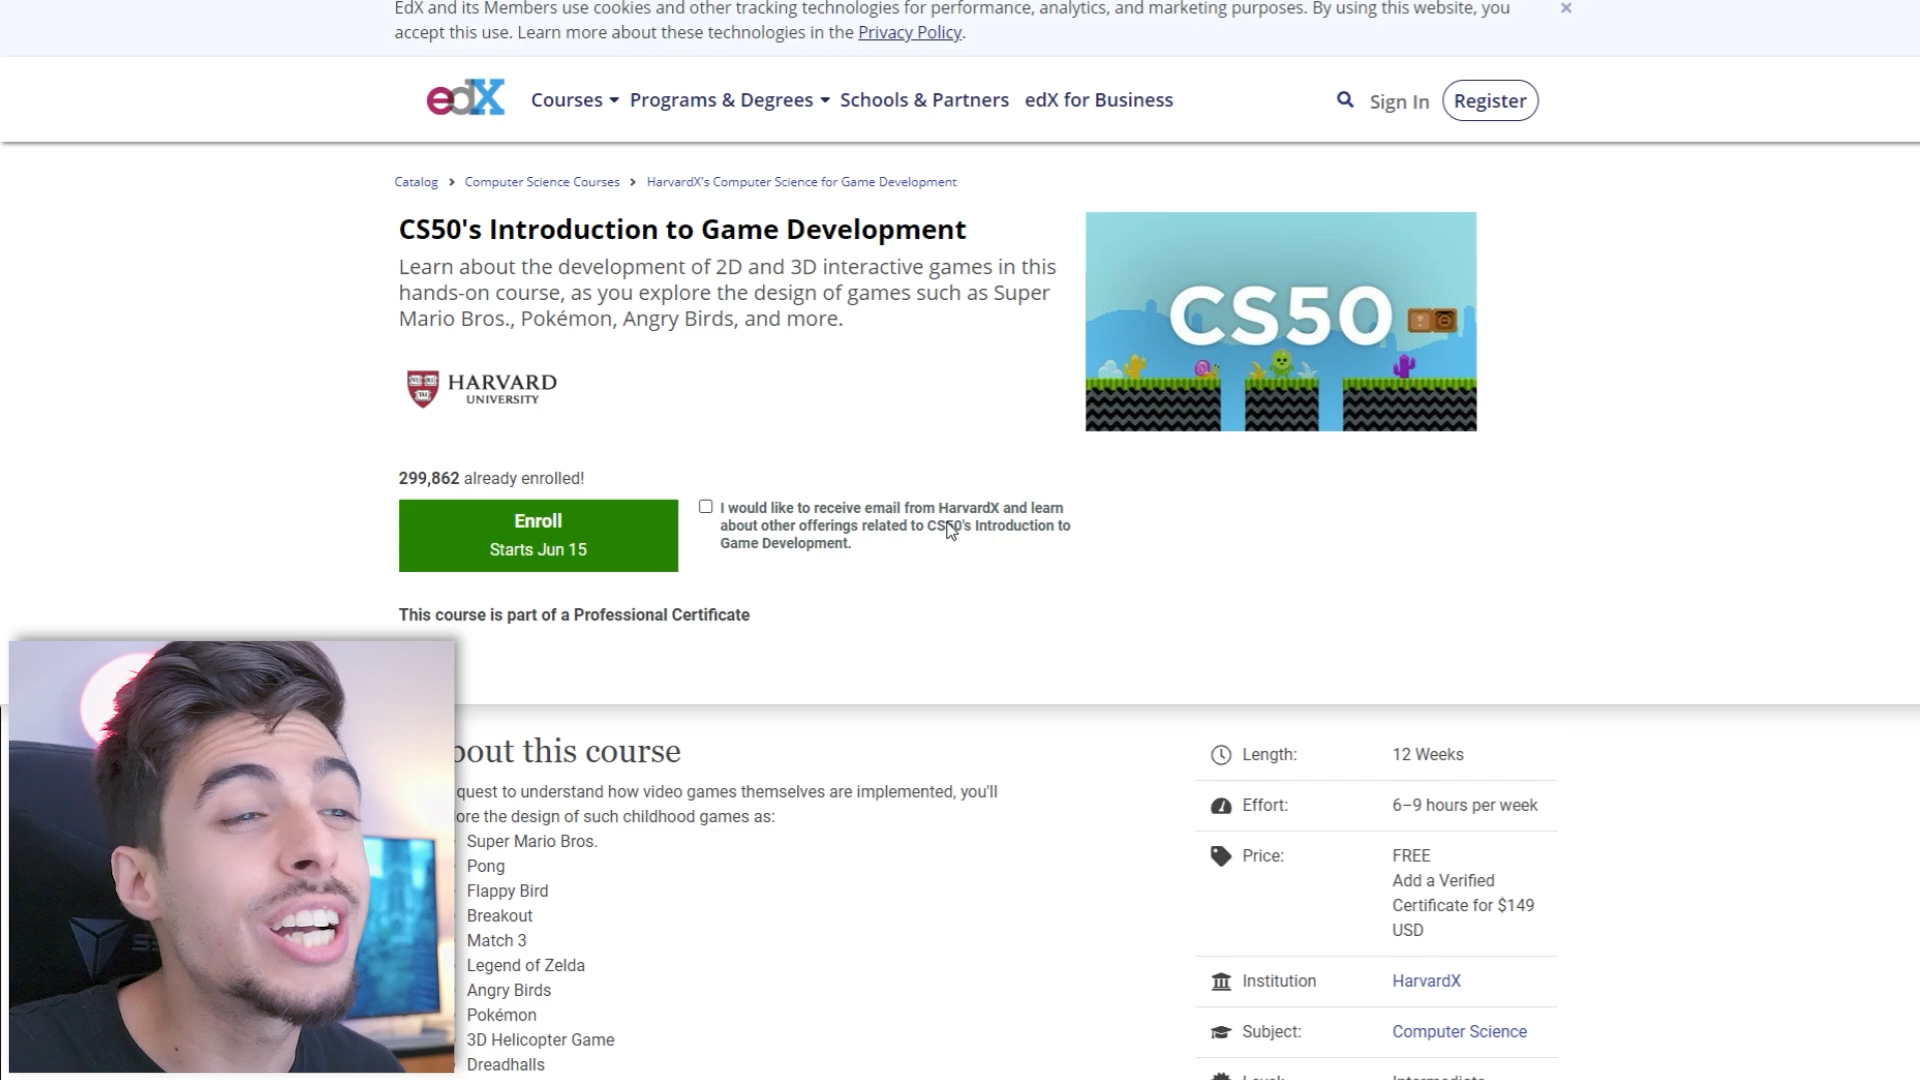 EdX and its Members use cookies and other tracking technologies for performance, analytics, and marketing purposes. By using this website, you
accept this use. Learn more about these technologies in the Privacy Policy.
edX
Courses
Programs & Degrees
Schools & Partners
edX for Business
Sign In
Register
Catalog
Computer Science Courses
HarvardX's Computer Science for Game Development
CS50's Introduction to Game Development
Learn about the development of 2D and 3D interactive games in this
hands-on course, as you explore the design of games such as Super
Mario Bros., Pokémon, Angry Birds, and more.
CS50
HARVARD
UNIVERSITY
299,862 already enrolled!
Enroll
Starts Jun 15
I would like to receive email from HarvardX and learn
about other offerings related to CS50's Introduction to
Game Development.
This course is part of a Professional Certificate
bout this course
quest to understand how video games themselves are implemented, you'll
ore the design of such childhood games as:
Super Mario Bros.
Pong
Flappy Bird
Breakout
Match 3
Legend of Zelda
Angry Birds
Pokémon
3D Helicopter Game
Dreadhalls
Length:
12 Weeks
Effort:
6–9 hours per week
Price:
FREE
Add a Verified
Certificate for $149
USD
Institution
HarvardX
Subject:
Computer Science